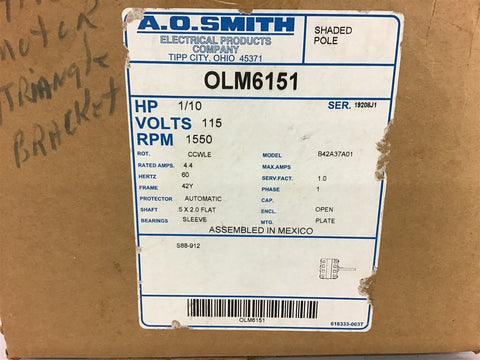 MOTOR
TRIANGLE
BRACKET
A.O. SMITH
ELECTRICAL PRODUCTS
COMPANY
TIPP CITY, OHIO 45371
SHADED
POLE
OLM6151
HP 1/10
SER. 19208J1
VOLTS 115
RPM 1550
ROT. CCWLE
MODEL B42A37A01
RATED AMPS. 4.4
MAX.AMPS
HERTZ 60
SERV.FACT. 1.0
FRAME 42Y
PHASE 1
PROTECTOR AUTOMATIC
CAP.
SHAFT .5 X 2.0 FLAT
ENCL. OPEN
BEARINGS SLEEVE
MTG. PLATE
ASSEMBLED IN MEXICO
S88-912
OLM6151
618333-003T